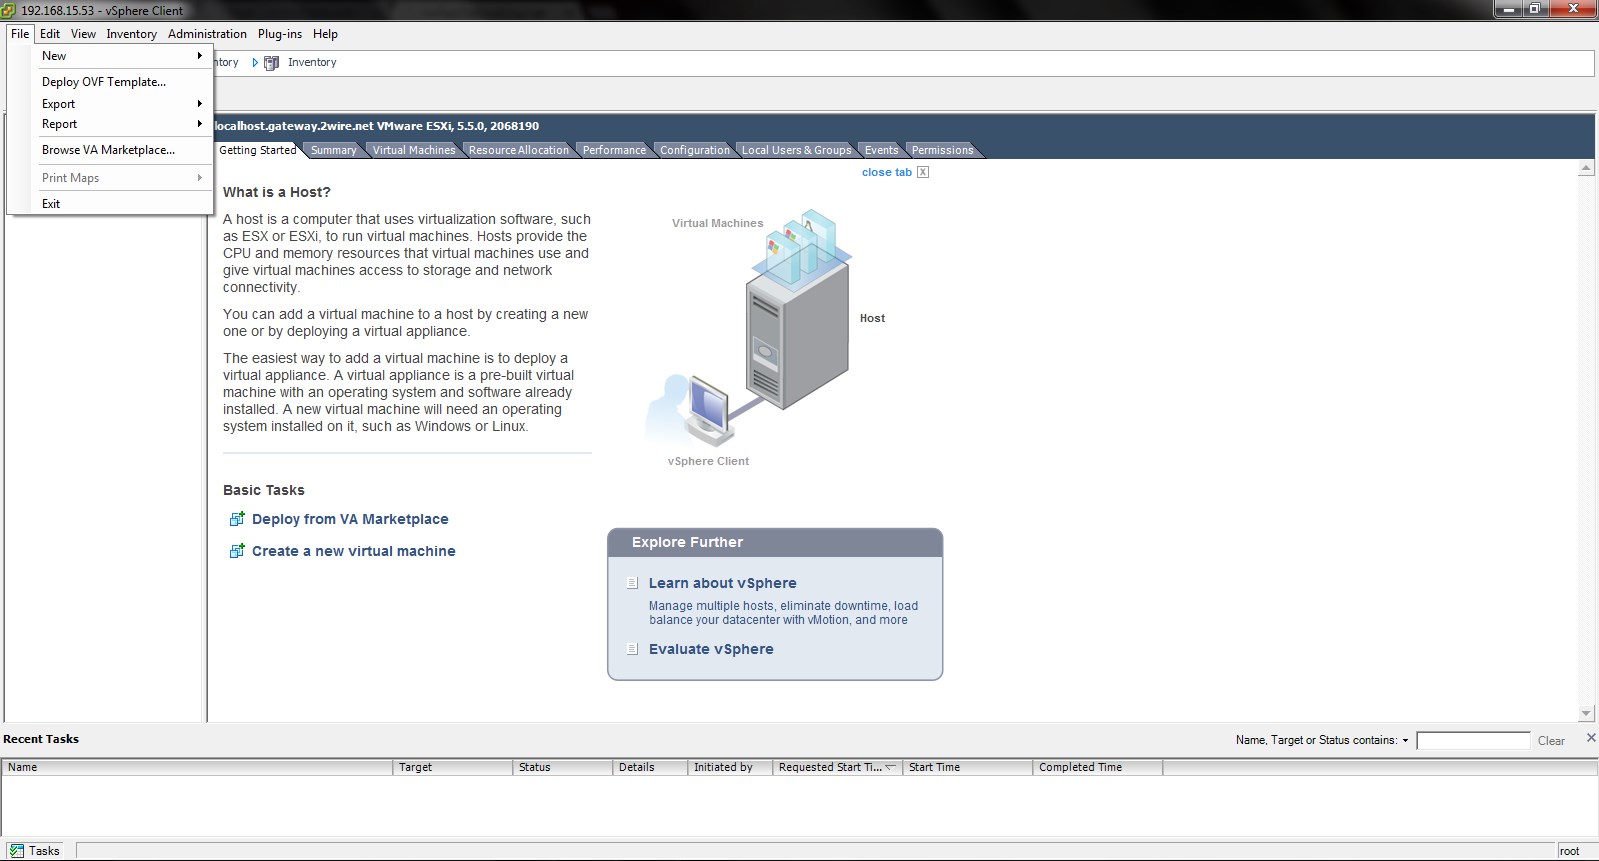 192.168.15.53 - vSphere Client
File Edit View Inventory Administration Plug-ins Help
New
Deploy OVF Template...
Export
Report
Browse VA Marketplace...
Print Maps
Exit
Inventory
localhost.gateway.2wire.net VMware ESXi, 5.5.0, 2068190
Getting Started Summary Virtual Machines Resource Allocation Performance Configuration Local Users & Groups Events Permissions
close tab X
What is a Host?
A host is a computer that uses virtualization software, such
as ESX or ESXi, to run virtual machines. Hosts provide the
CPU and memory resources that virtual machines use and
give virtual machines access to storage and network
connectivity.
You can add a virtual machine to a host by creating a new
one or by deploying a virtual appliance.
The easiest way to add a virtual machine is to deploy a
virtual appliance. A virtual appliance is a pre-built virtual
machine with an operating system and software already
installed. A new virtual machine will need an operating
system installed on it, such as Windows or Linux.
Virtual Machines
Host
vSphere Client
Basic Tasks
Deploy from VA Marketplace
Create a new virtual machine
Explore Further
Learn about vSphere
Manage multiple hosts, eliminate downtime, load
balance your datacenter with vMotion, and more
Evaluate vSphere
Recent Tasks
Name, Target or Status contains: Clear
Name Target Status Details Initiated by Requested Start Ti... Start Time Completed Time
Tasks
root